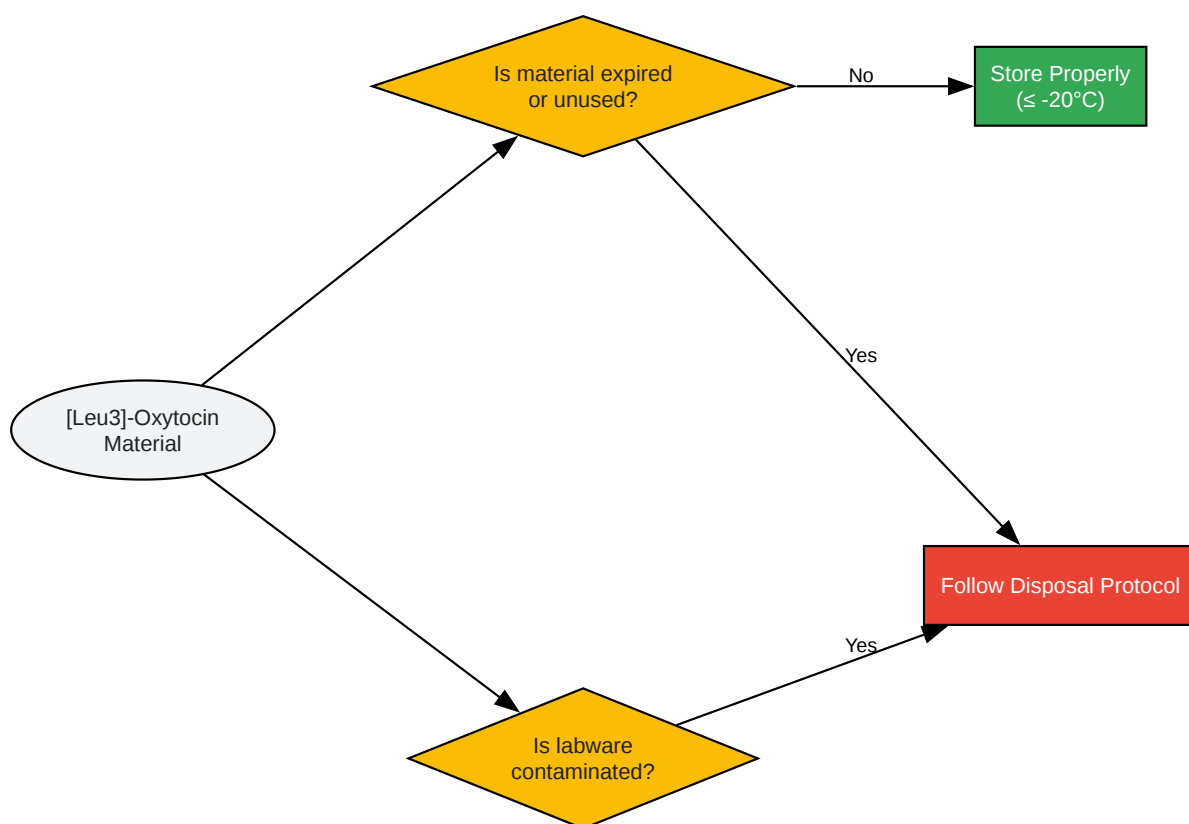 Is material expired
or unused?
No
Store Properly
(≤ -20°C)
Yes
[Leu3]-Oxytocin
Material
Follow Disposal Protocol
Yes
Is labware
contaminated?